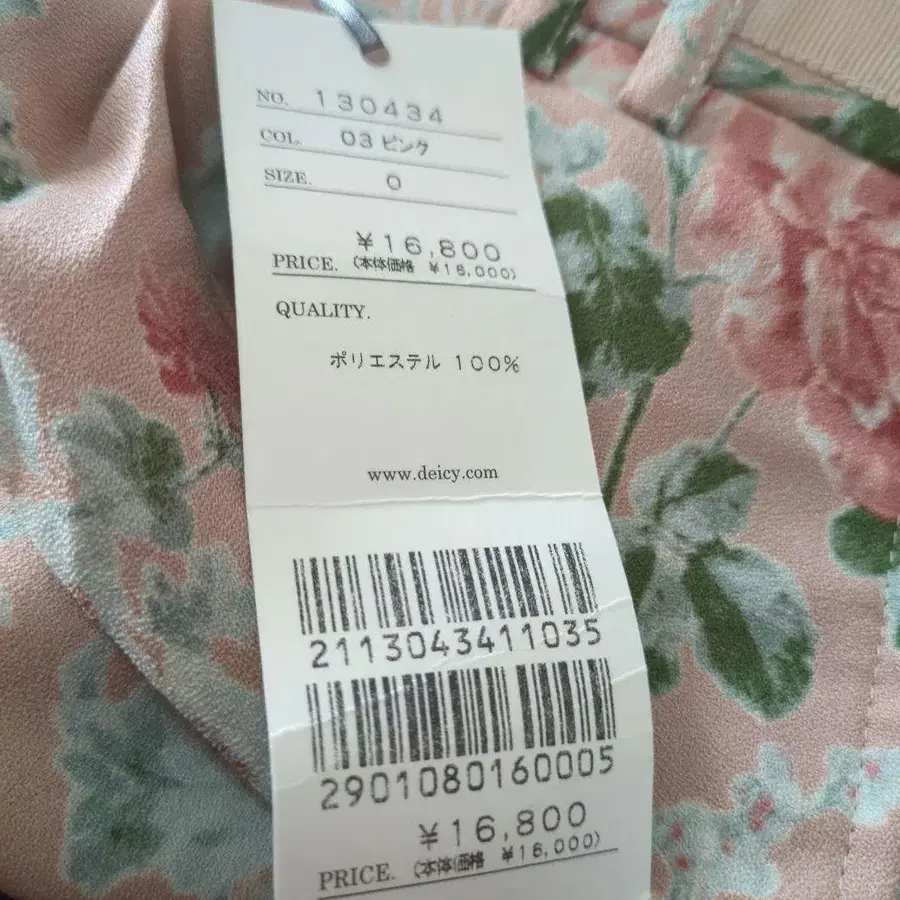 NO. 130434
COL. 03 ピンク
SIZE. 0
¥16,800
PRICE. (本体価格 ¥16,000)
QUALITY.
ポリエステル 100%
www.deicy.com
2113043411035
2901080160005
¥16,800
PRICE. (本体価格 ¥16,000)